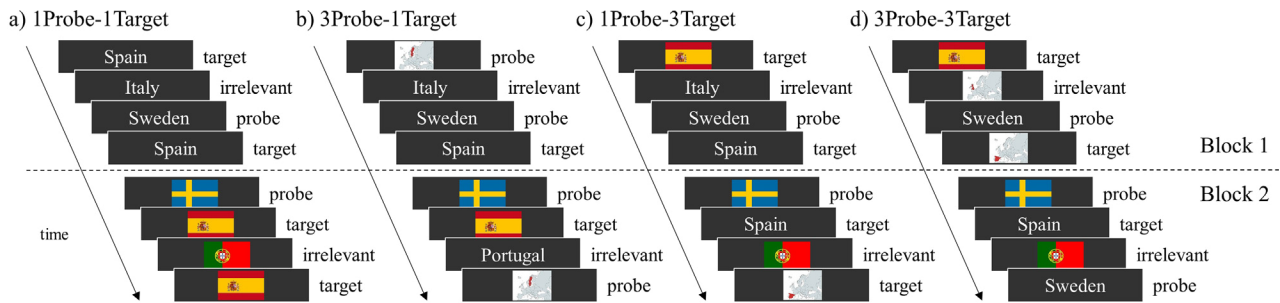 a) 1Probe-1Target
Spain target
Italy irrelevant
Sweden probe
Spain target
probe
target
irrelevant
target
b) 3Probe-1Target
probe
Italy irrelevant
Sweden probe
Spain target
probe
target
Portugal irrelevant
probe
c) 1Probe-3Target
target
Italy irrelevant
Sweden probe
Spain target
probe
Spain target
irrelevant
target
d) 3Probe-3Target
target
irrelevant
Sweden probe
target
probe
Spain target
irrelevant
Sweden probe
Block 1
Block 2
time